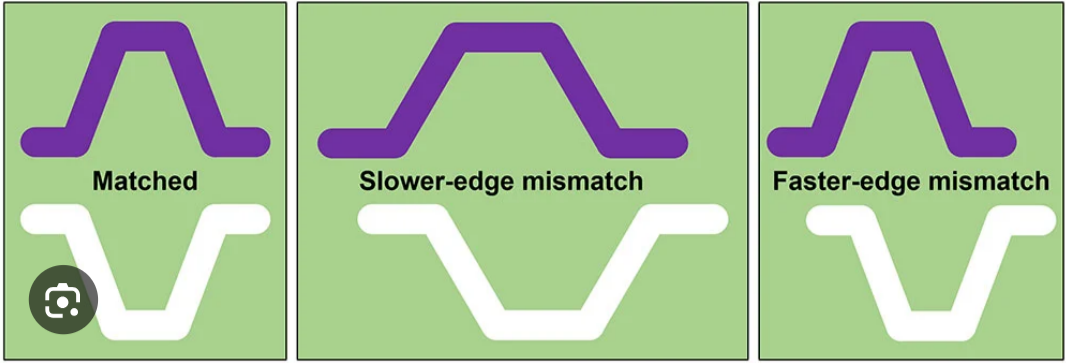 Matched
Slower-edge mismatch
Faster-edge mismatch